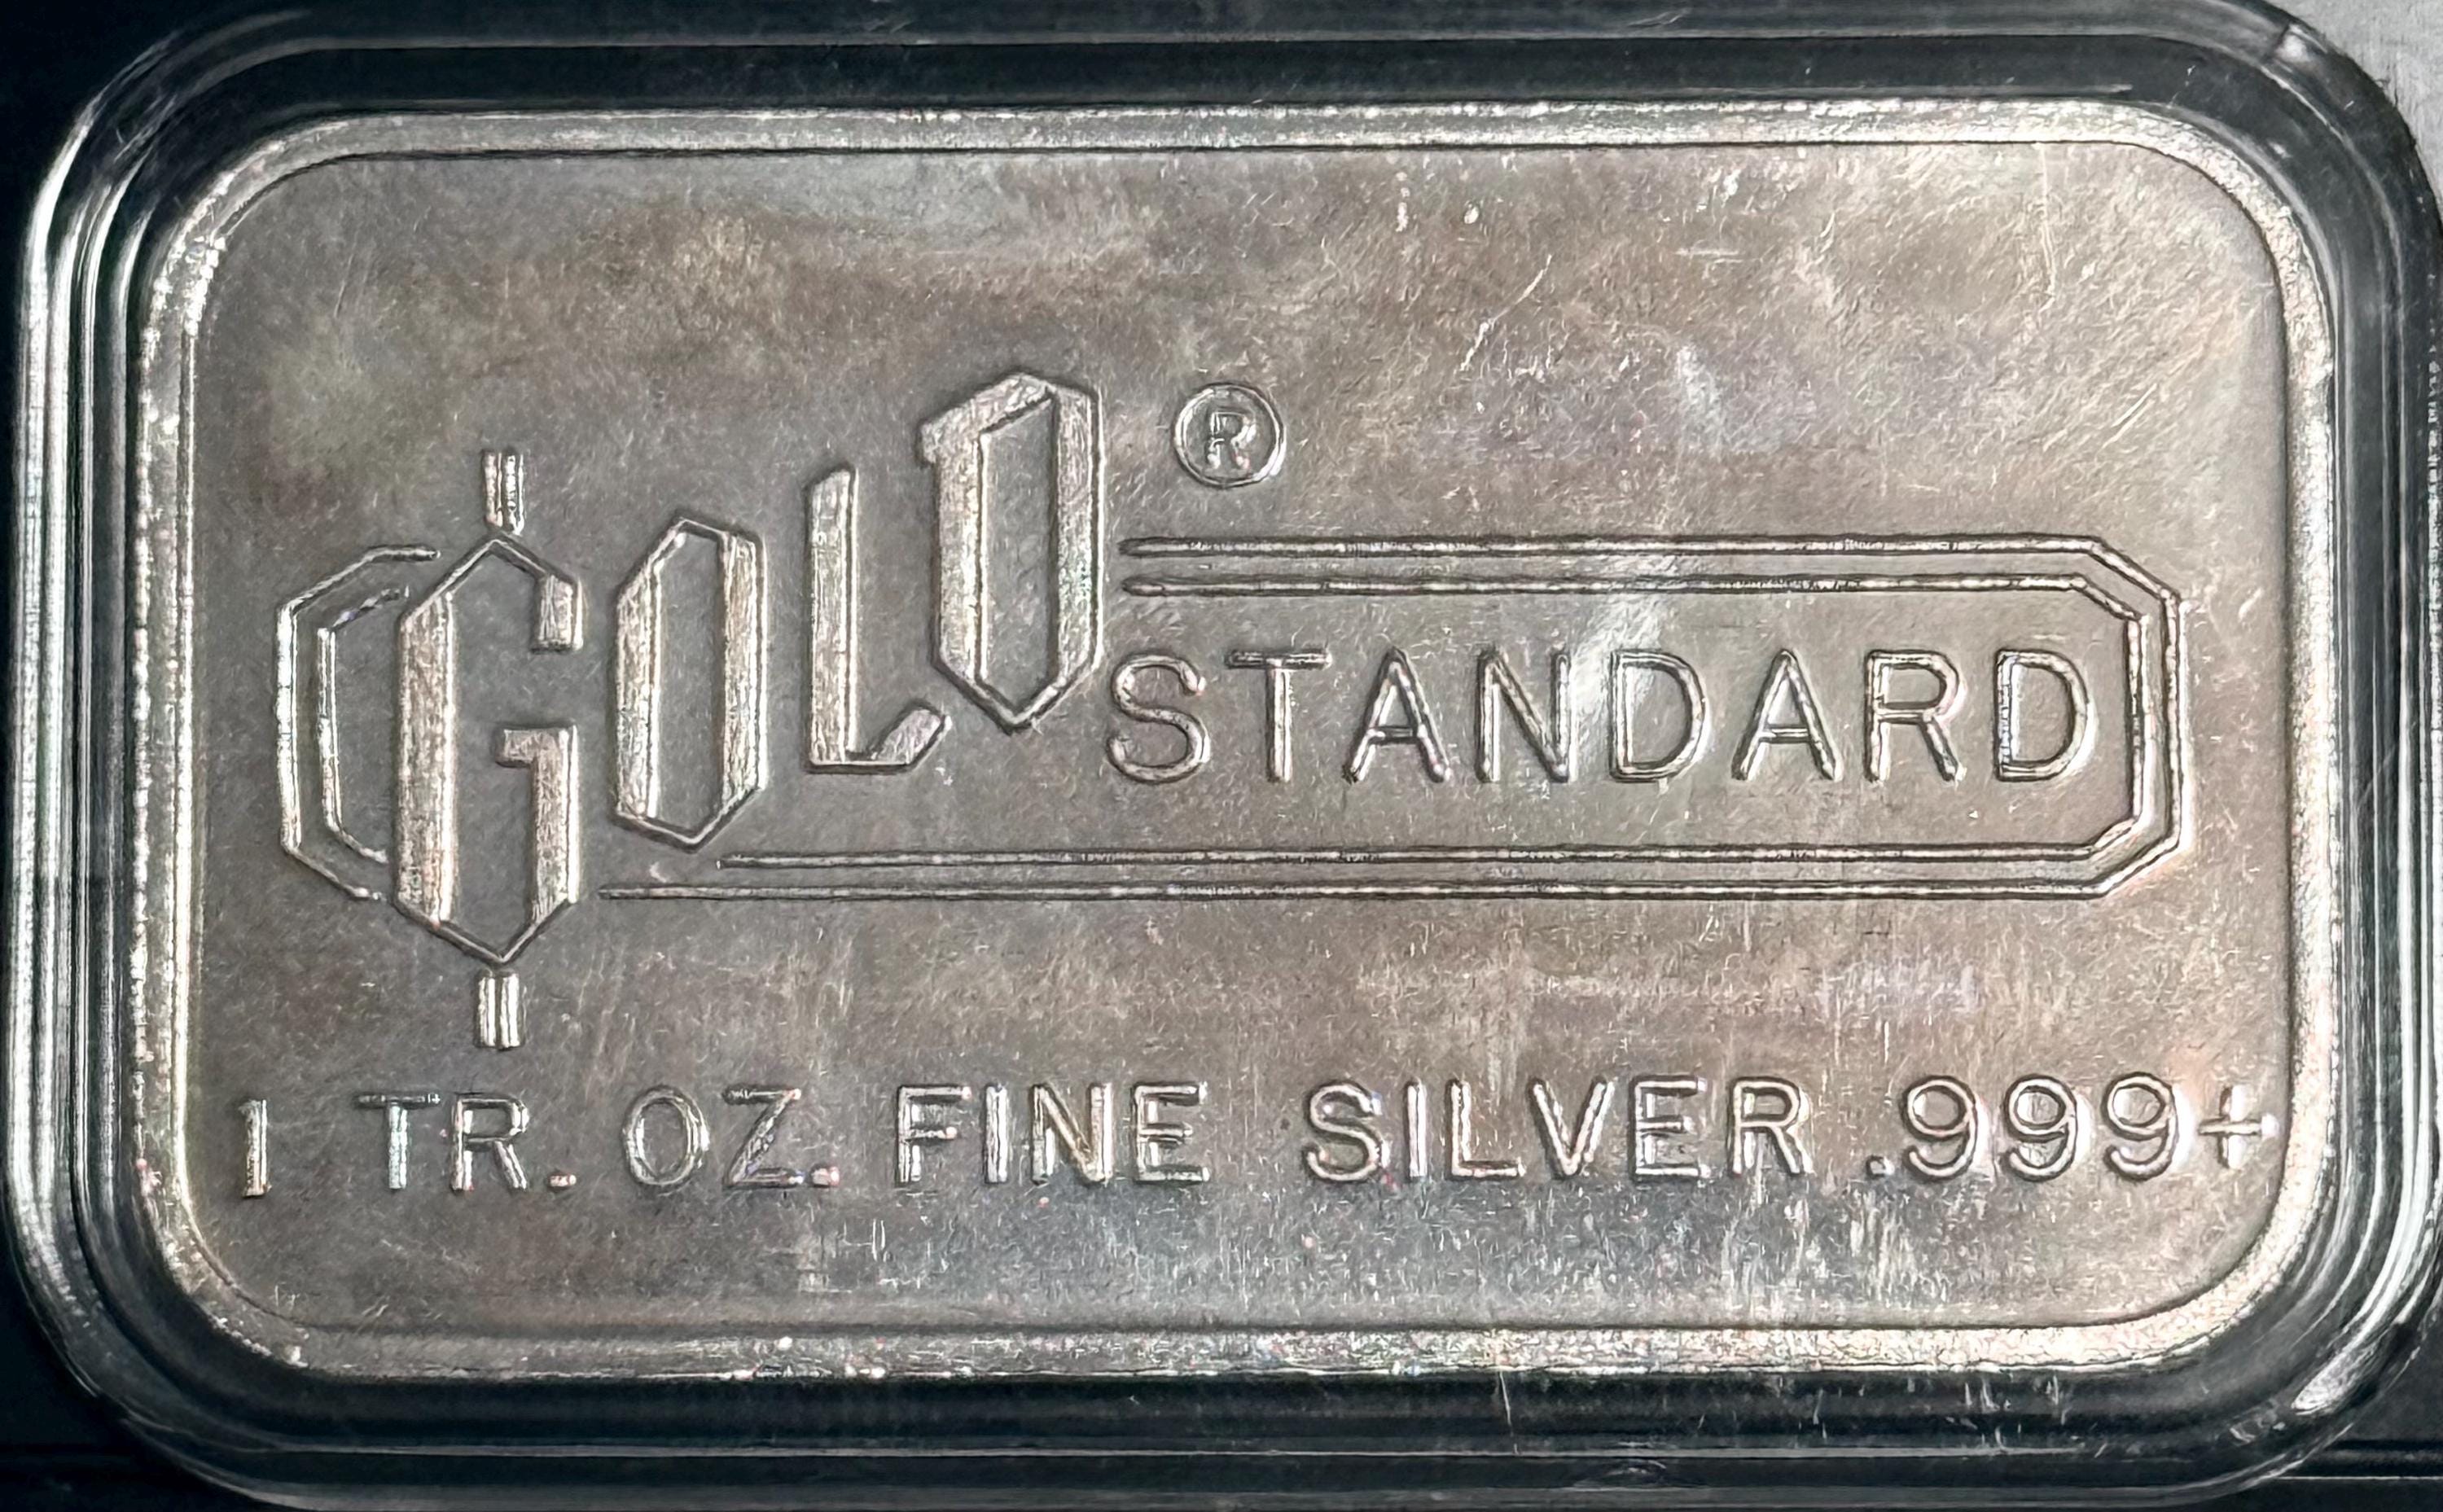 GOLD ®
STANDARD
1 TR. OZ. FINE SILVER .999+